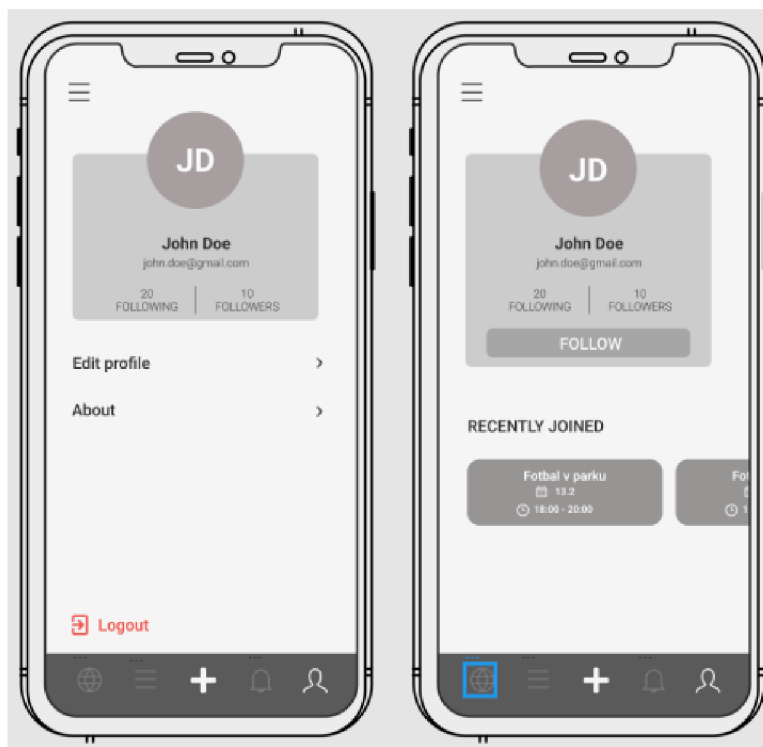 JD
John Doe
john.doe@gmail.com
20
FOLLOWING
10
FOLLOWERS
Edit profile
About
Logout
JD
John Doe
john.doe@gmail.com
20
FOLLOWING
10
FOLLOWERS
FOLLOW
RECENTLY JOINED
Fotbal v parku
13.2
18:00 - 20:00